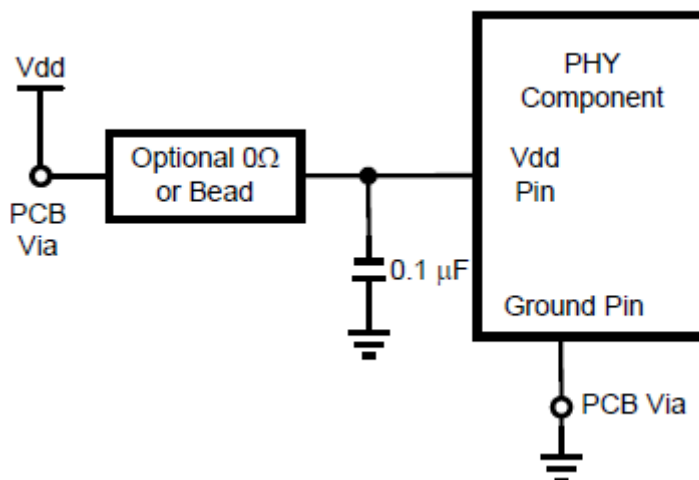 Vdd
PCB
Via
Optional 0Ω
or Bead
0.1 μF
PHY
Component
Vdd
Pin
Ground Pin
PCB Via